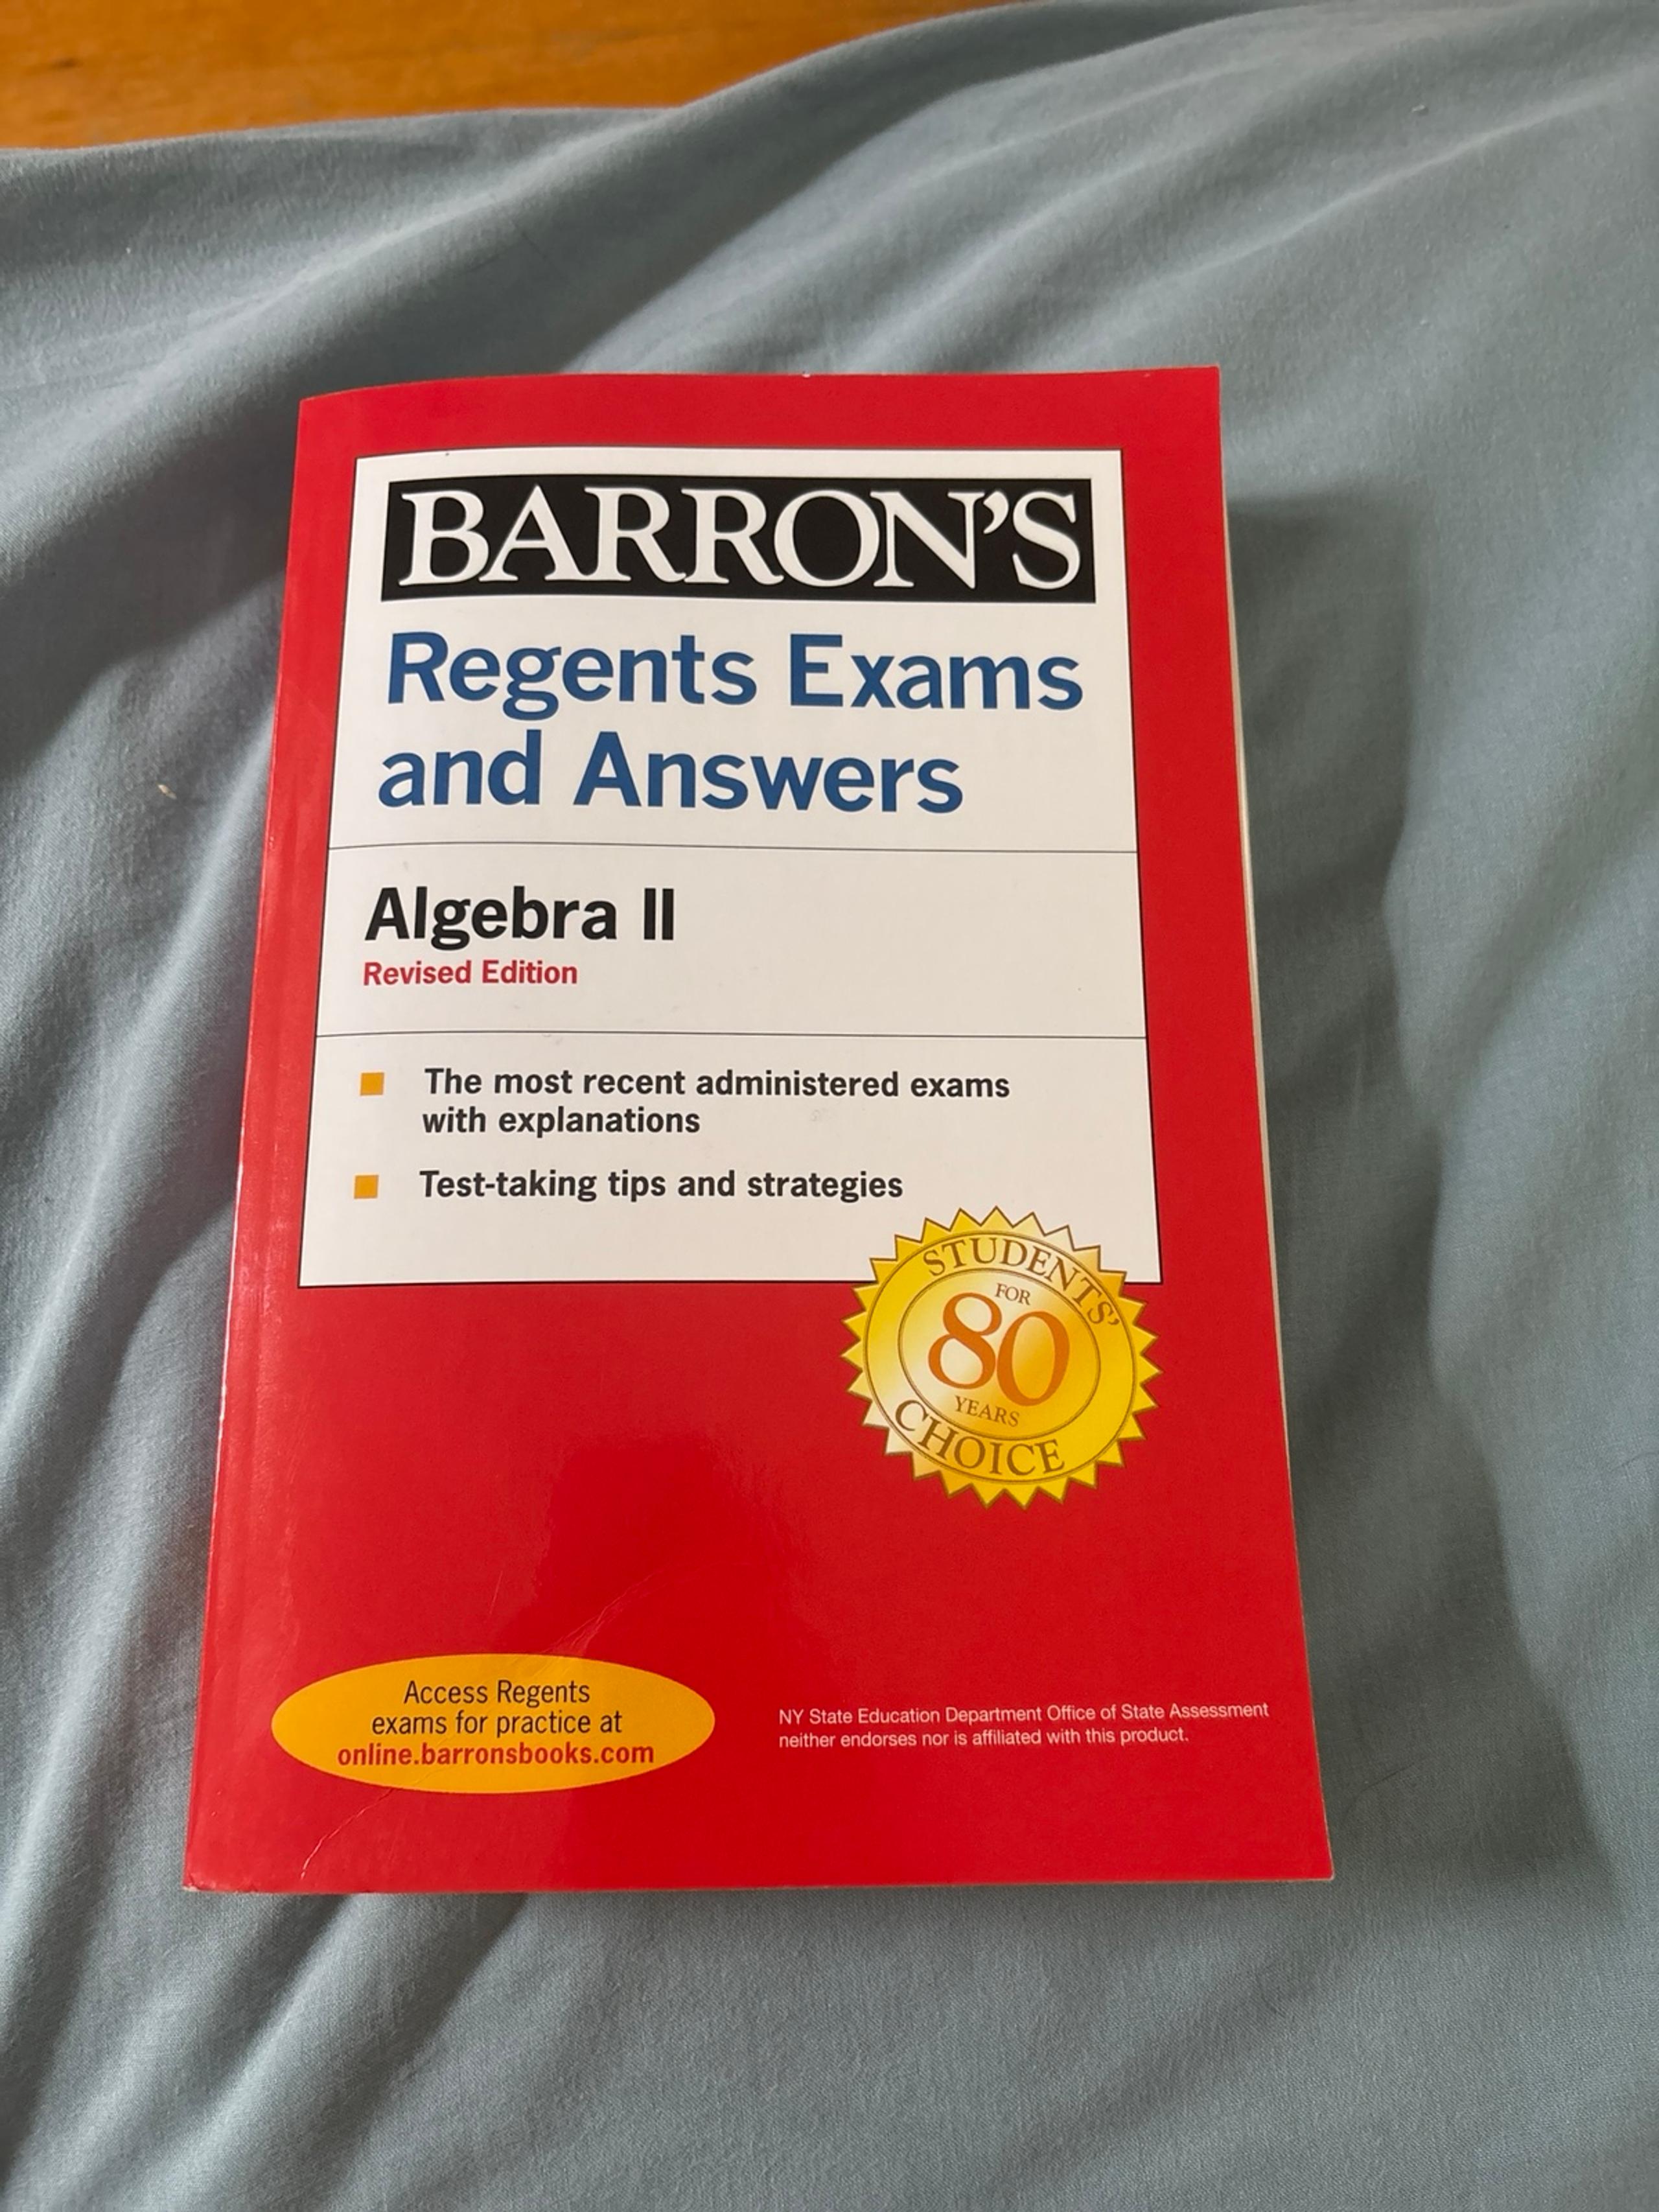 BARRON'S
Regents Exams
and Answers
Algebra II
Revised Edition
The most recent administered exams
with explanations
Test-taking tips and strategies
STUDENTS'
FOR
80
YEARS
CHOICE
Access Regents
exams for practice at
online.barronsbooks.com
NY State Education Department Office of State Assessment
neither endorses nor is affiliated with this product.